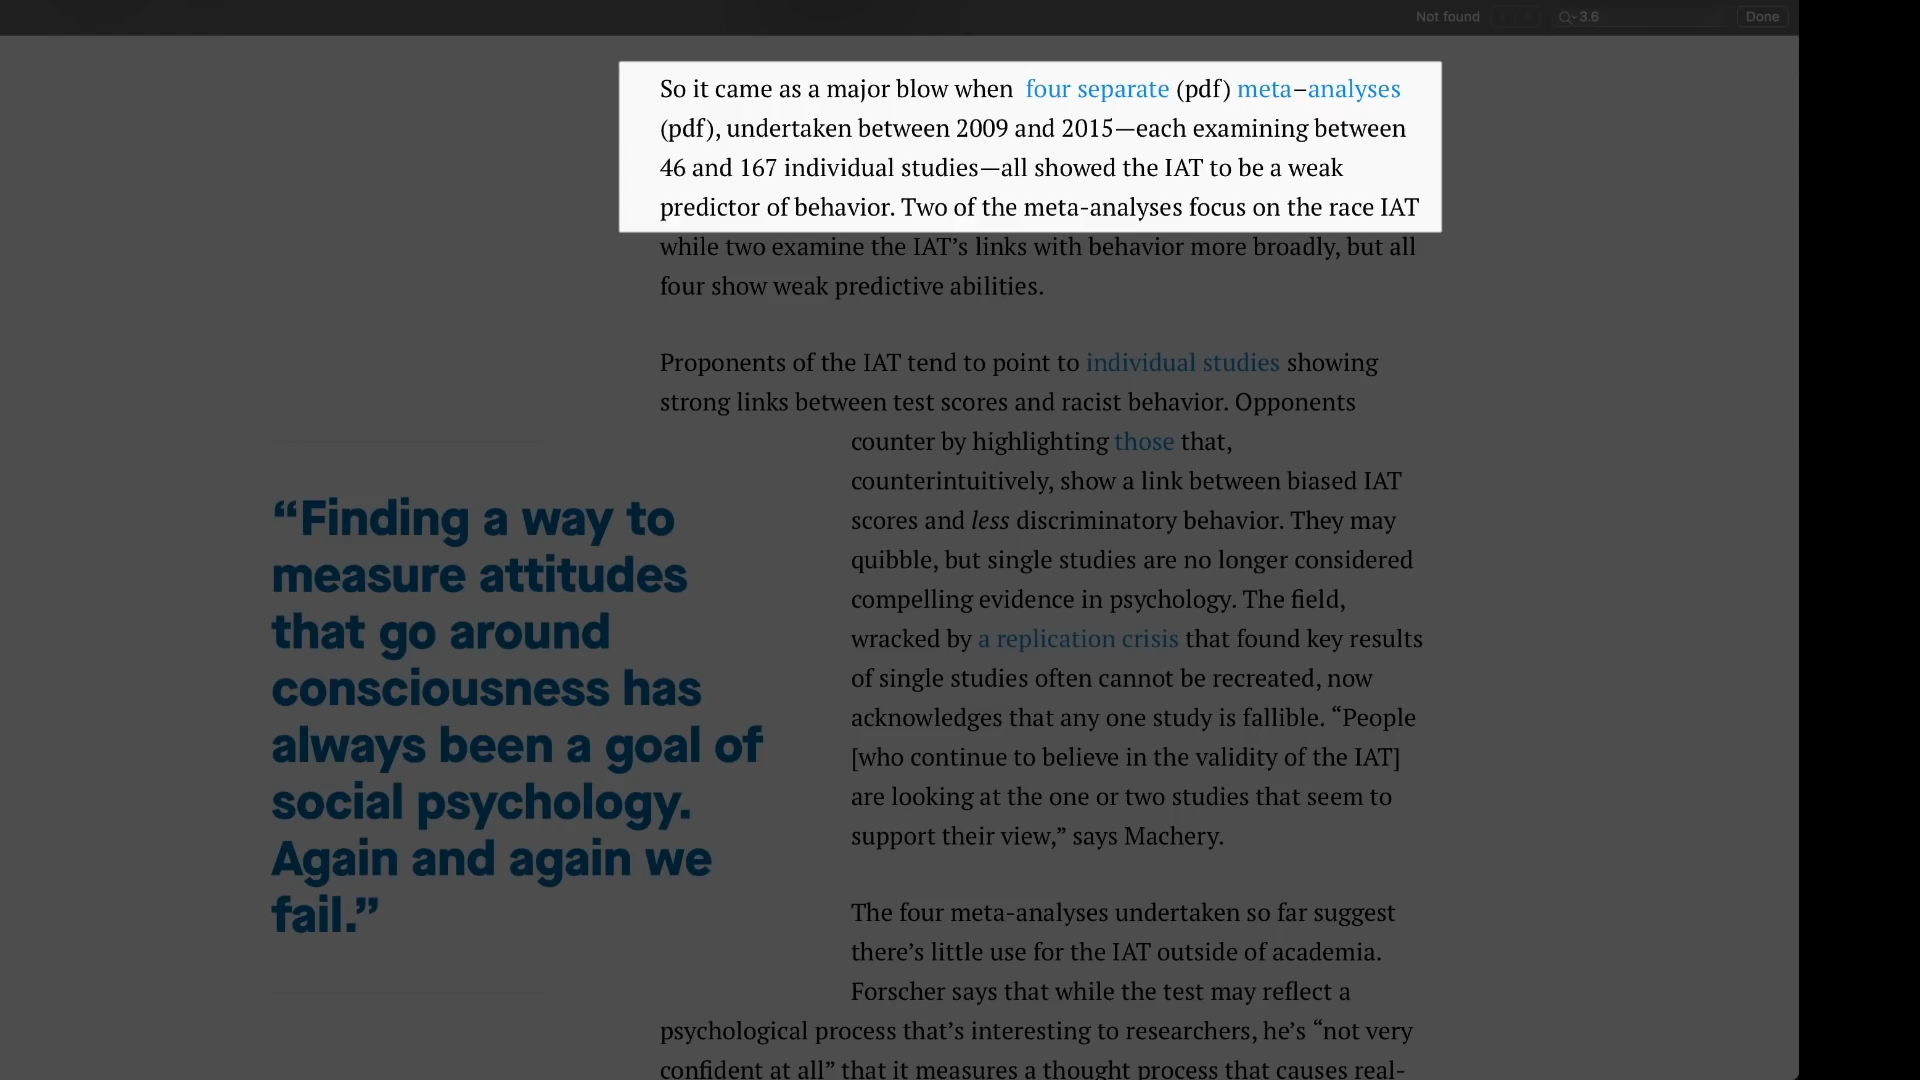 Not found
3.6
Done
So it came as a major blow when four separate (pdf) meta–analyses
(pdf), undertaken between 2009 and 2015—each examining between
46 and 167 individual studies—all showed the IAT to be a weak
predictor of behavior. Two of the meta-analyses focus on the race IAT
while two examine the IAT’s links with behavior more broadly, but all
four show weak predictive abilities.
Proponents of the IAT tend to point to individual studies showing
strong links between test scores and racist behavior. Opponents
counter by highlighting those that,
counterintuitively, show a link between biased IAT
scores and less discriminatory behavior. They may
quibble, but single studies are no longer considered
compelling evidence in psychology. The field,
wracked by a replication crisis that found key results
of single studies often cannot be recreated, now
acknowledges that any one study is fallible. “People
[who continue to believe in the validity of the IAT]
are looking at the one or two studies that seem to
support their view,” says Machery.
“Finding a way to
measure attitudes
that go around
consciousness has
always been a goal of
social psychology.
Again and again we
fail.”
The four meta-analyses undertaken so far suggest
there’s little use for the IAT outside of academia.
Forscher says that while the test may reflect a
psychological process that’s interesting to researchers, he’s “not very
confident at all” that it measures a thought process that causes real-